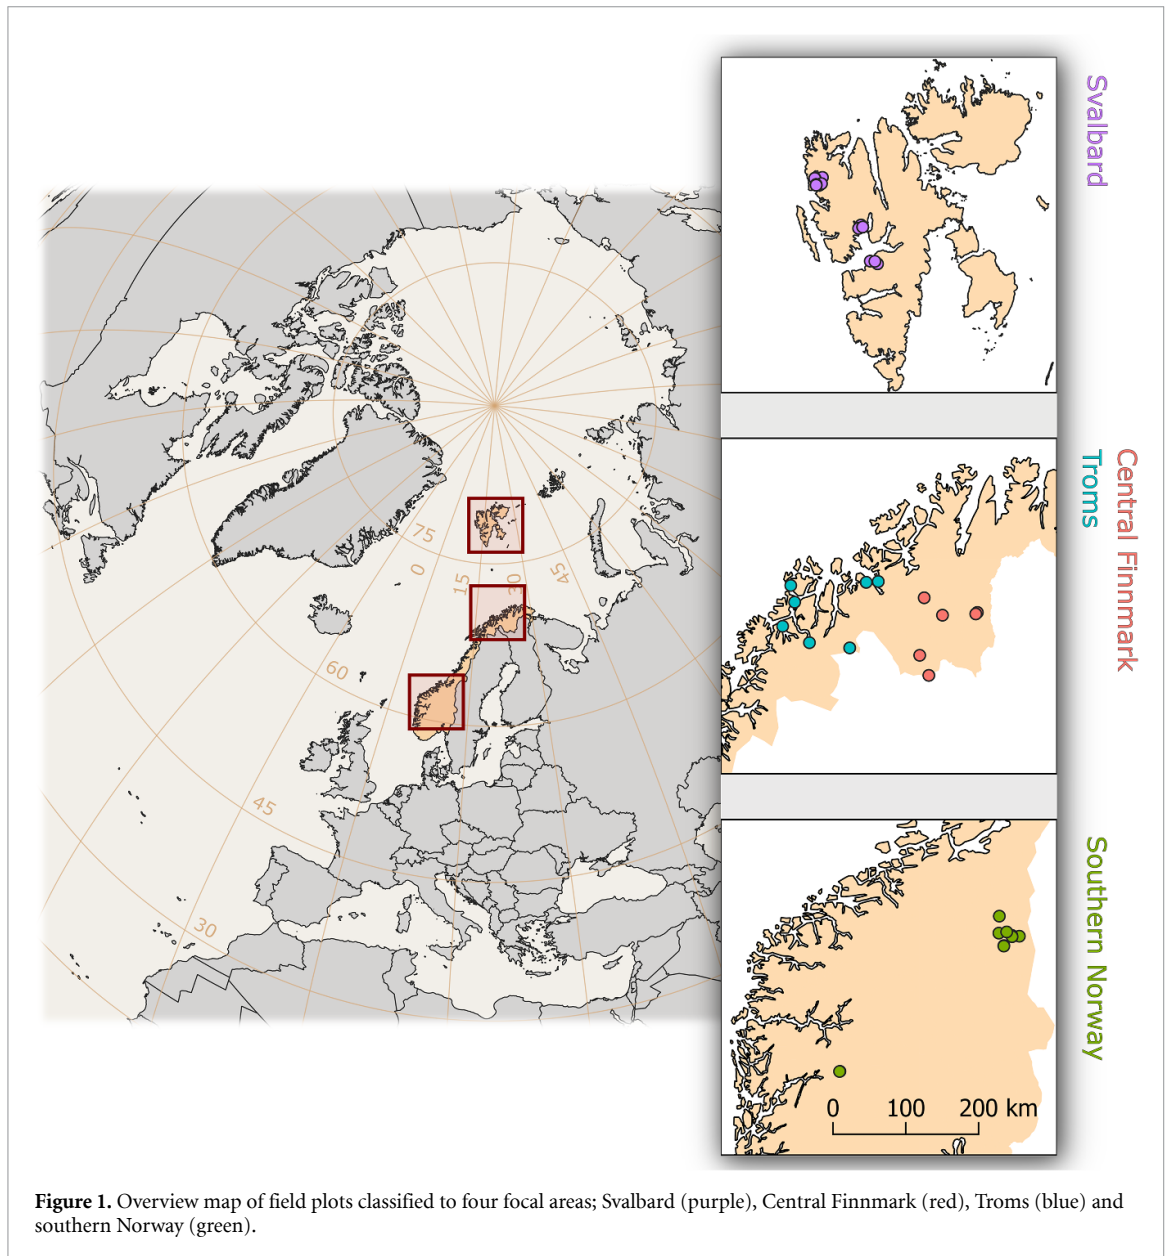 Svalbard
75
0
15
30
45
60
45
30
Central Finnmark
Troms
Southern Norway
0 100 200 km
Figure 1. Overview map of field plots classified to four focal areas; Svalbard (purple), Central Finnmark (red), Troms (blue) and
southern Norway (green).